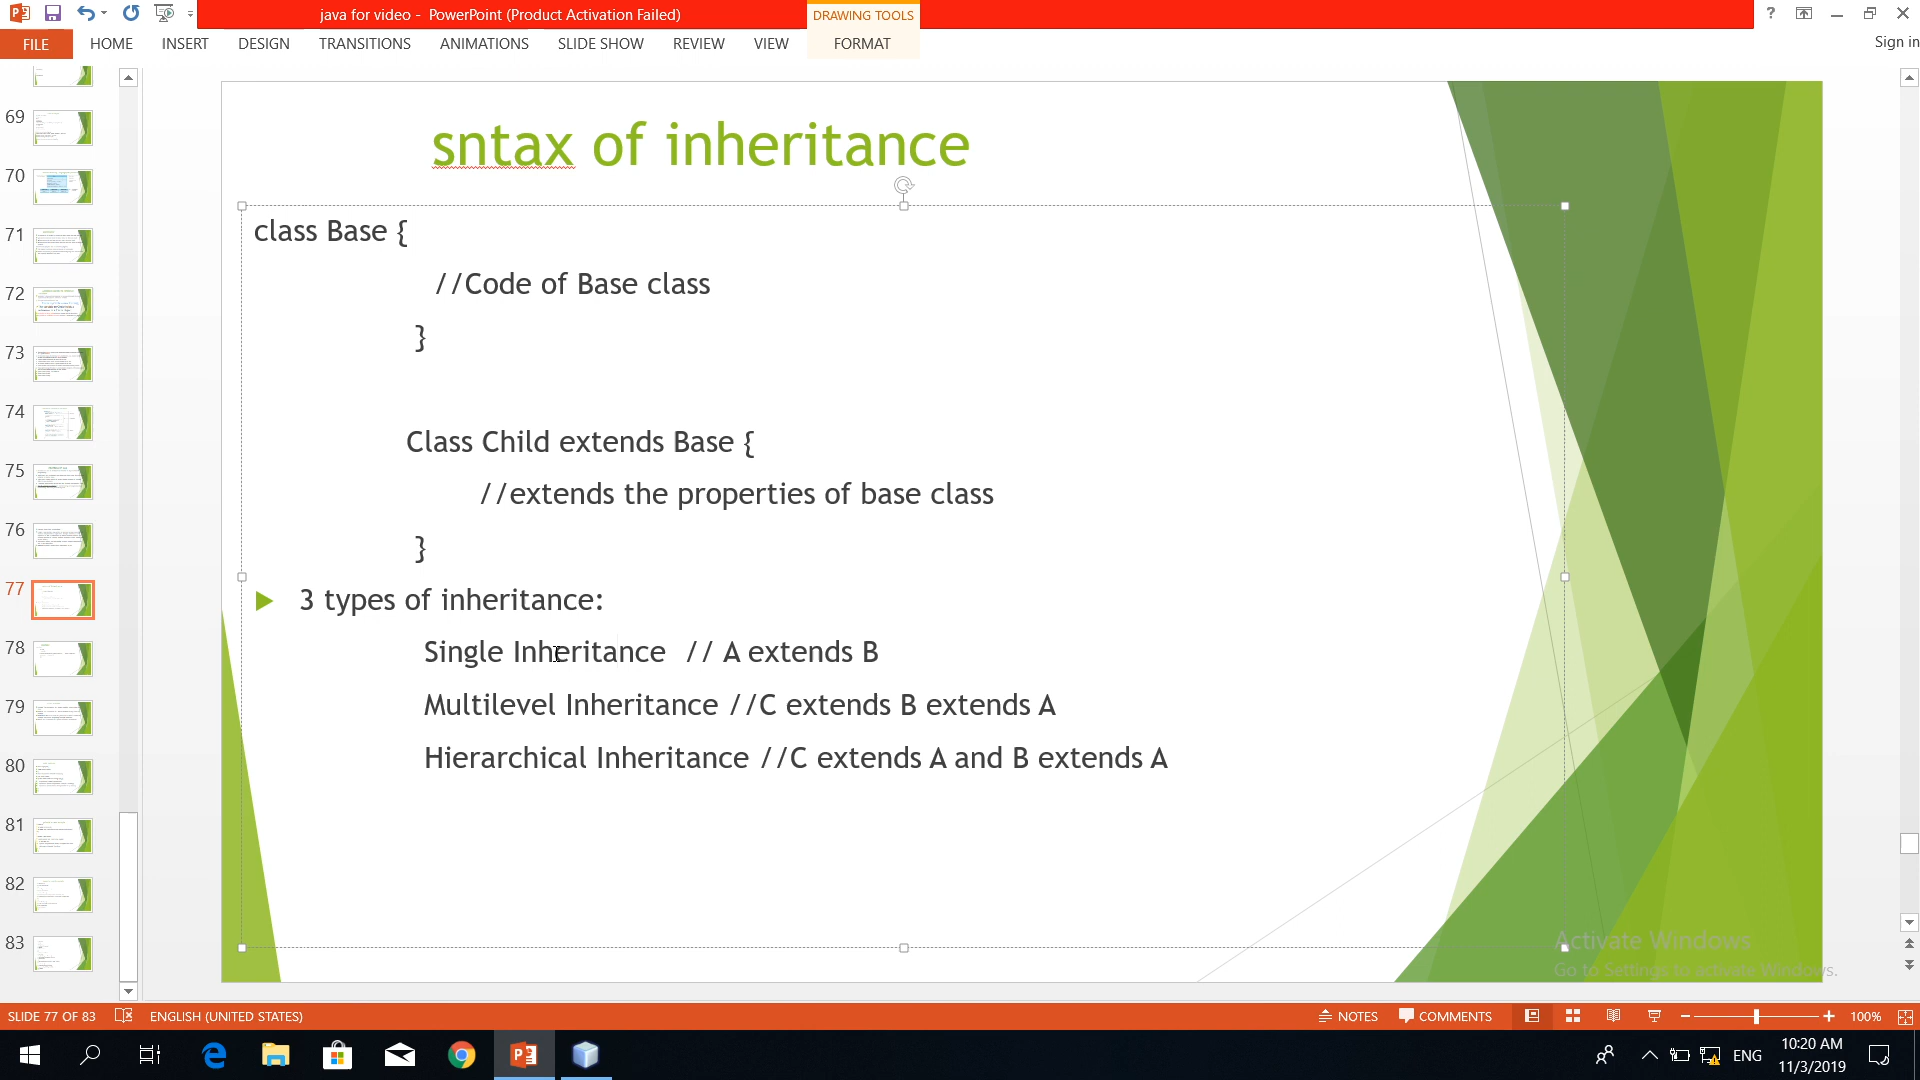 java for video - PowerPoint (Product Activation Failed)
DRAWING TOOLS
?
FILE HOME INSERT DESIGN TRANSITIONS ANIMATIONS SLIDE SHOW REVIEW VIEW FORMAT
Sign in
69
70
71
72
73
74
75
76
77
78
79
80
81
82
83
sntax of inheritance
class Base {
//Code of Base class
}
Class Child extends Base {
//extends the properties of base class
}
3 types of inheritance:
Single Inheritance // A extends B
Multilevel Inheritance //C extends B extends A
Hierarchical Inheritance //C extends A and B extends A
Activate Windows
Go to Settings to activate Windows.
SLIDE 77 OF 83 ENGLISH (UNITED STATES) NOTES COMMENTS 100%
ENG
10:20 AM
11/3/2019